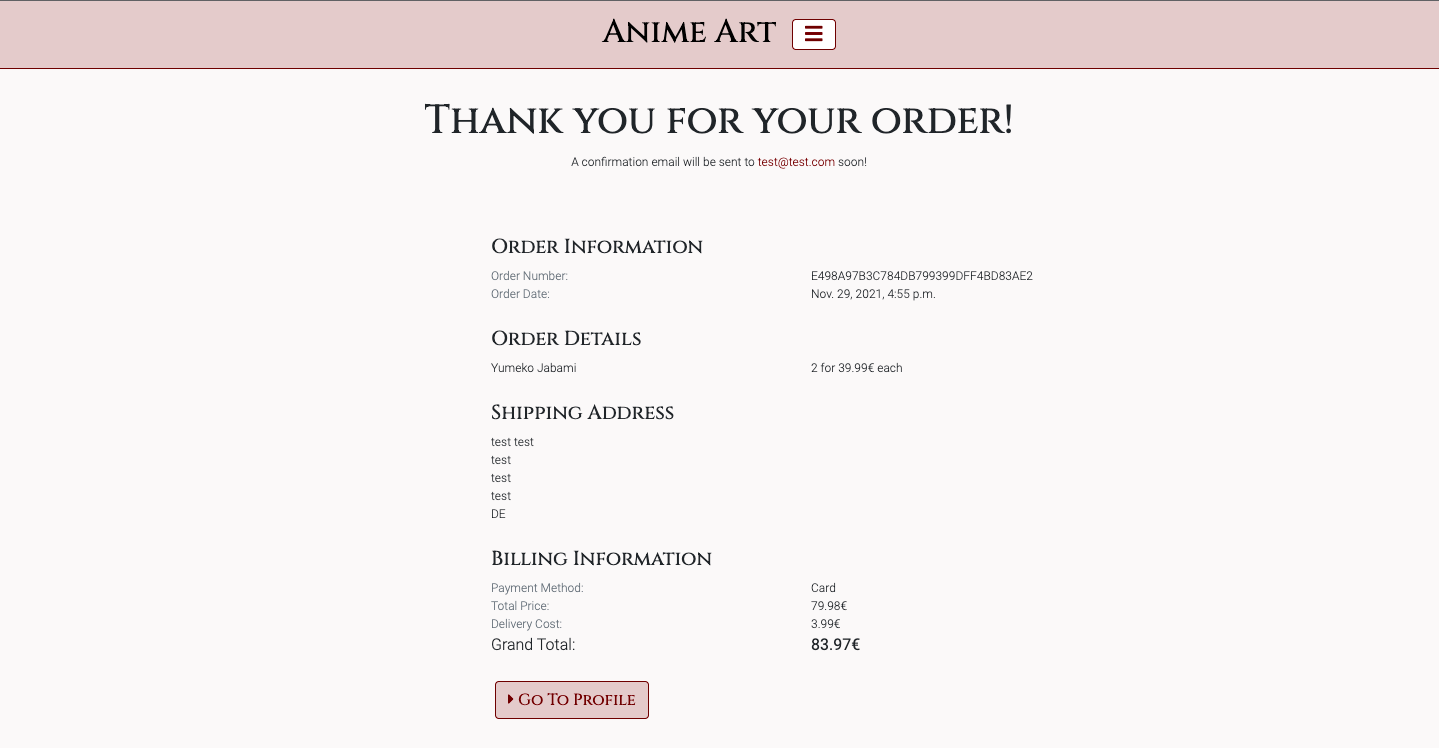 Anime Art
Thank you for your order!
A confirmation email will be sent to test@test.com soon!
Order Information
Order Number: E498A97B3C784DB799399DFF4BD83AE2
Order Date: Nov. 29, 2021, 4:55 p.m.
Order Details
Yumeko Jabami 2 for 39.99€ each
Shipping Address
test test
test
test
test
DE
Billing Information
Payment Method: Card
Total Price: 79.98€
Delivery Cost: 3.99€
Grand Total: 83.97€
Go To Profile